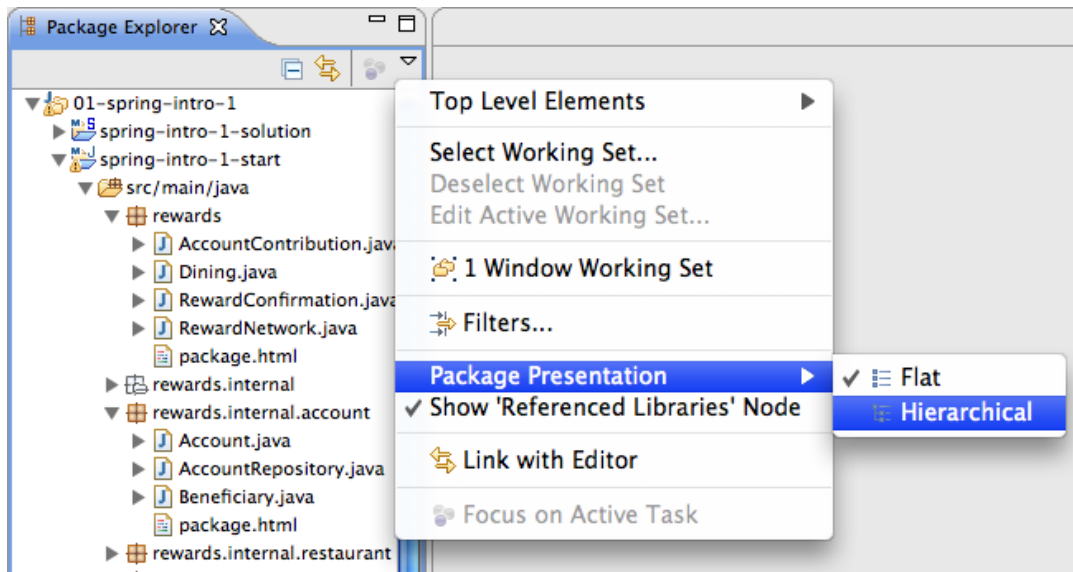 Package Explorer
01-spring-intro-1
spring-intro-1-solution
spring-intro-1-start
src/main/java
rewards
AccountContribution.java
Dining.java
RewardConfirmation.java
RewardNetwork.java
package.html
rewards.internal
rewards.internal.account
Account.java
AccountRepository.java
Beneficiary.java
package.html
rewards.internal.restaurant
Top Level Elements
Select Working Set...
Deselect Working Set
Edit Active Working Set...
1 Window Working Set
Filters...
Package Presentation
Show 'Referenced Libraries' Node
Link with Editor
Focus on Active Task
Flat
Hierarchical